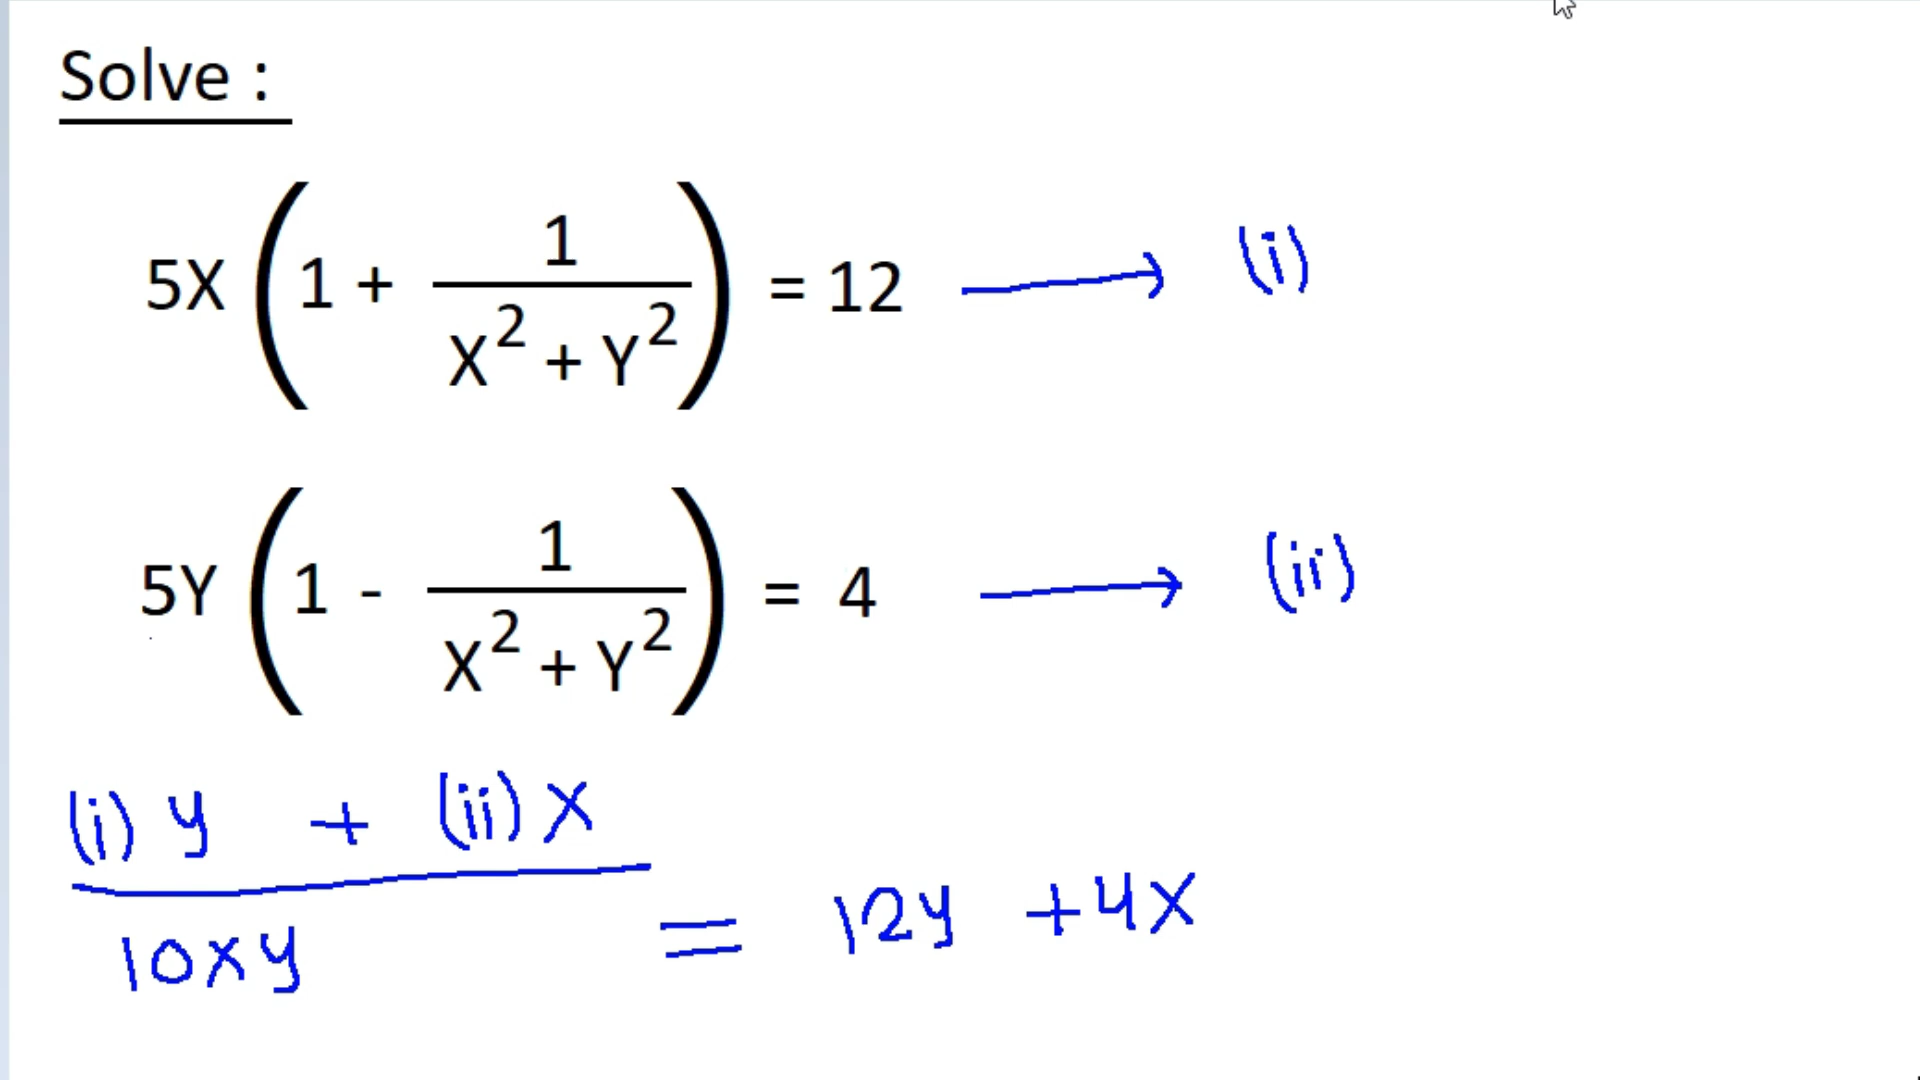 Solve :
5X ( 1 + 1 / (X² + Y²) ) = 12 ⟶ (i)
5Y ( 1 - 1 / (X² + Y²) ) = 4 ⟶ (ii)
(i) y + (ii) x
10xy = 12y + 4x